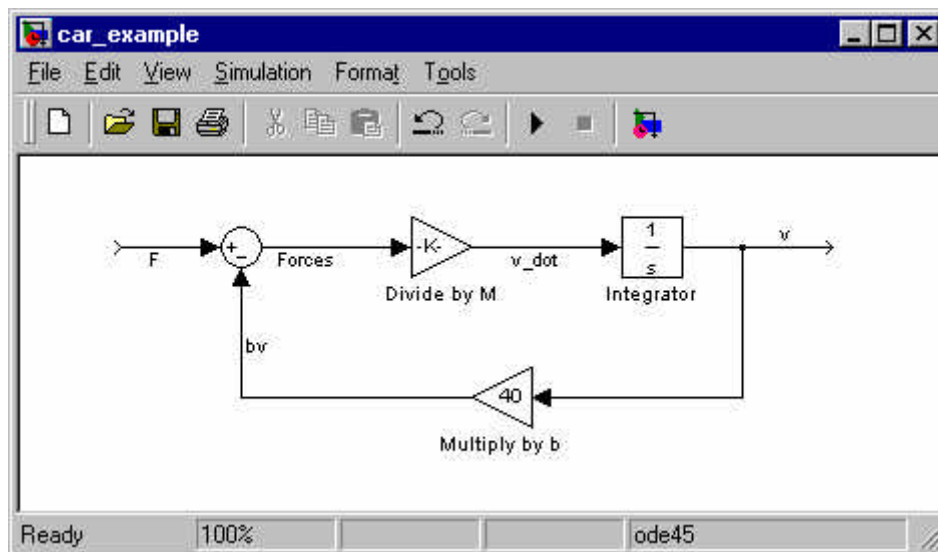 car_example
File Edit View Simulation Format Tools
+
-
F
Forces
-K-
v_dot
1
s
v
Divide by M
Integrator
bv
40
Multiply by b
Ready 100% ode45